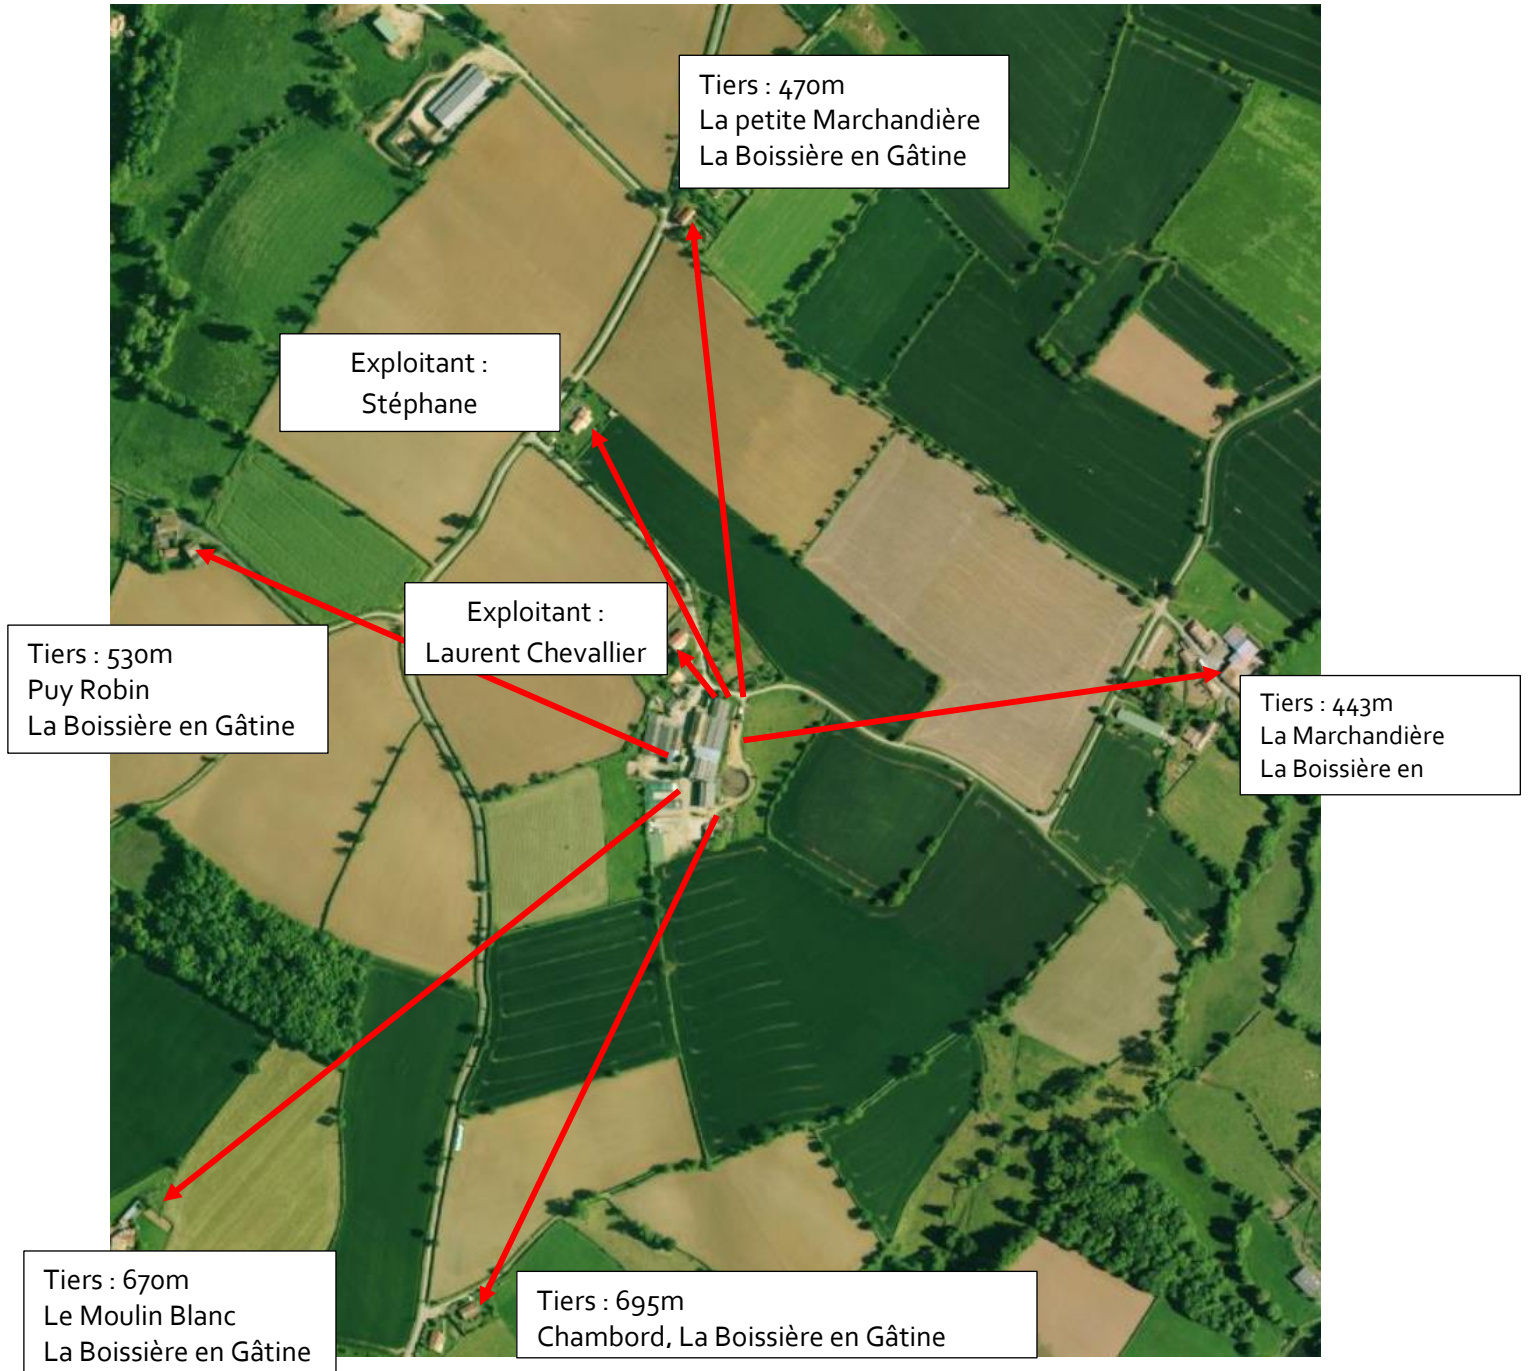 Tiers : 470m
La petite Marchandière
La Boissière en Gâtine
Exploitant :
Stéphane
Exploitant :
Laurent Chevallier
Tiers : 530m
Puy Robin
La Boissière en Gâtine
Tiers : 443m
La Marchandière
La Boissière en
Tiers : 670m
Le Moulin Blanc
La Boissière en Gâtine
Tiers : 695m
Chambord, La Boissière en Gâtine